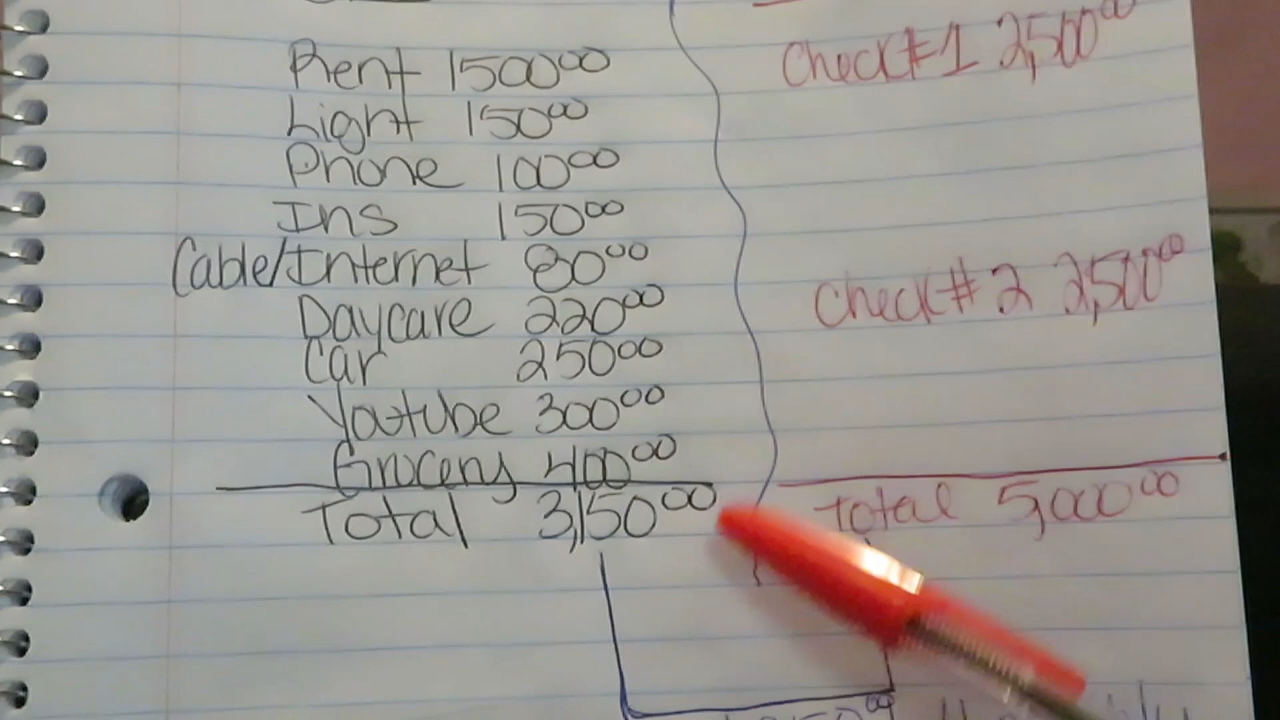 Rent 1500.00
Light 150.00
Phone 100.00
Ins 150.00
Cable/Internet 80.00
Daycare 220.00
Car 250.00
Youtube 300.00
Grocery 400.00
Total 3,150.00
Check#1 2,500.00
Check#2 2,500.00
Total 5,000.00